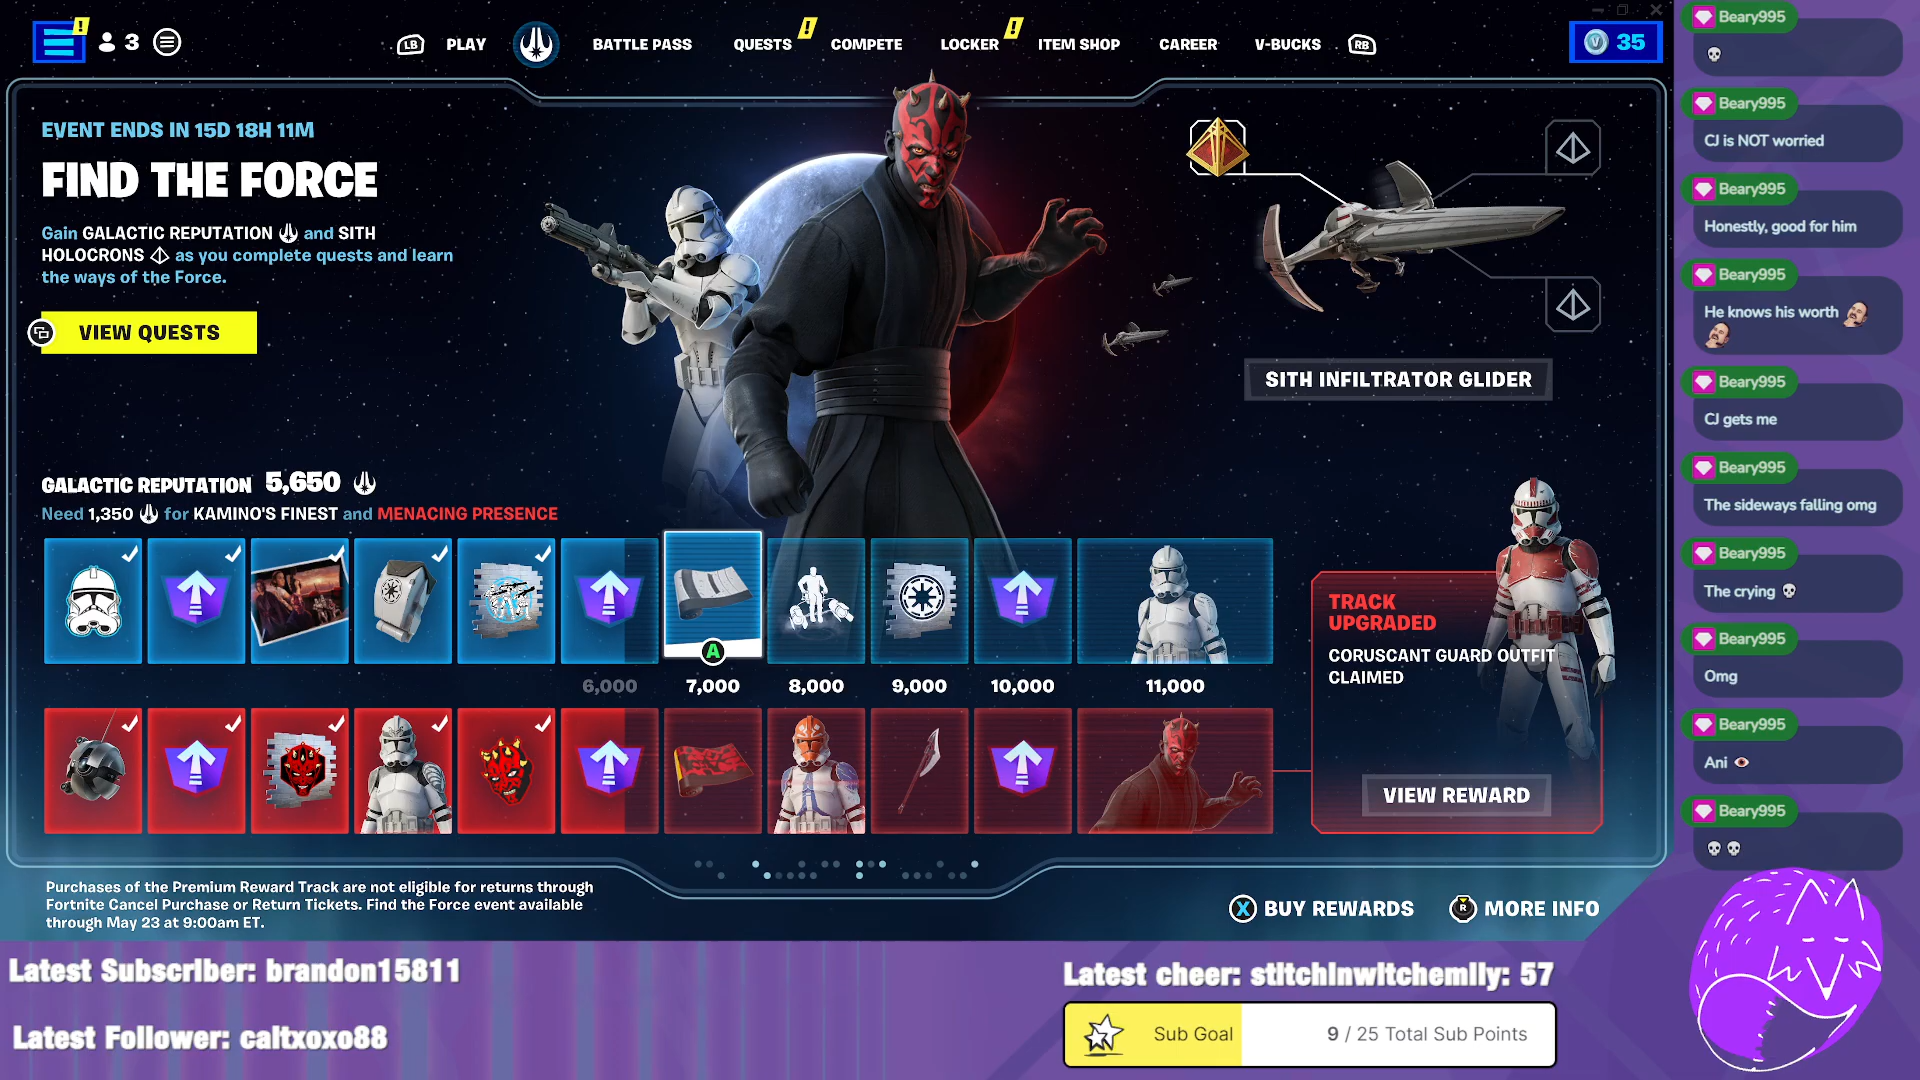 3
LB
PLAY
BATTLE PASS
QUESTS
COMPETE
LOCKER
ITEM SHOP
CAREER
V-BUCKS
RB
35
EVENT ENDS IN 15D 18H 11M
FIND THE FORCE
Gain GALACTIC REPUTATION and SITH
HOLOCRONS as you complete quests and learn
the ways of the Force.
VIEW QUESTS
SITH INFILTRATOR GLIDER
GALACTIC REPUTATION 5,650
Need 1,350 for KAMINO'S FINEST and MENACING PRESENCE
A
6,000
7,000
8,000
9,000
10,000
11,000
TRACK
UPGRADED
CORUSCANT GUARD OUTFIT
CLAIMED
VIEW REWARD
Purchases of the Premium Reward Track are not eligible for returns through
Fortnite Cancel Purchase or Return Tickets. Find the Force event available
through May 23 at 9:00am ET.
X BUY REWARDS
R MORE INFO
Beary995
Beary995
CJ is NOT worried
Beary995
Honestly, good for him
Beary995
He knows his worth
Beary995
CJ gets me
Beary995
The sideways falling omg
Beary995
The crying
Beary995
Omg
Beary995
Ani
Beary995
Latest Subscriber: brandon15811
Latest Follower: caitxoxo88
Latest cheer: stitchinwitchemily: 57
Sub Goal
9 / 25 Total Sub Points